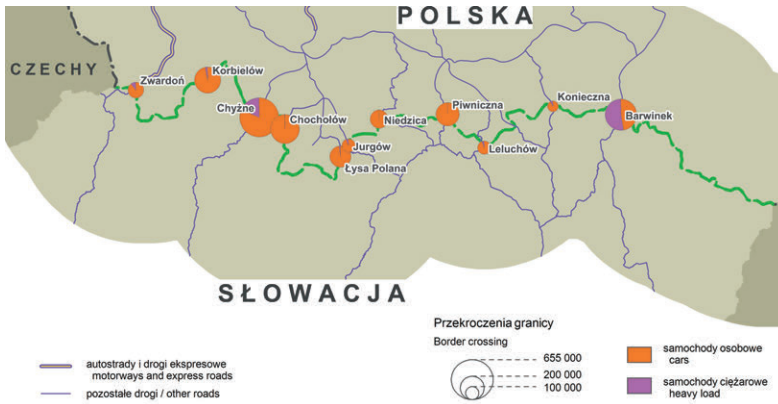 POLSKA
CZECHY
Zwardoń
Korbielów
Chyżne
Chochołów
Niedzica
Piwniczna
Konieczna
Barwinek
Jurgów
Leluchów
Łysa Polana
SŁOWACJA
autostrady i drogi ekspresowe
motorways and express roads
pozostałe drogi / other roads
Przekroczenia granicy
Border crossing
655 000
200 000
100 000
samochody osobowe
cars
samochody ciężarowe
heavy load